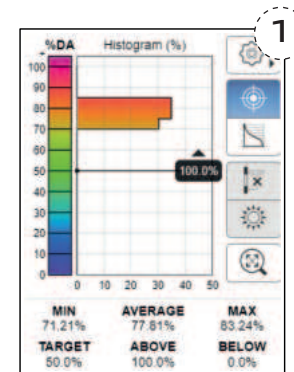 1
%DA Histogram (%)
100
90
80
70
60
50
40
30
20
10
0
100.0%
0 10 20 30 40 50
MIN AVERAGE MAX
71.21% 77.81% 83.24%
TARGET ABOVE BELOW
50.0% 100.0% 0.0%